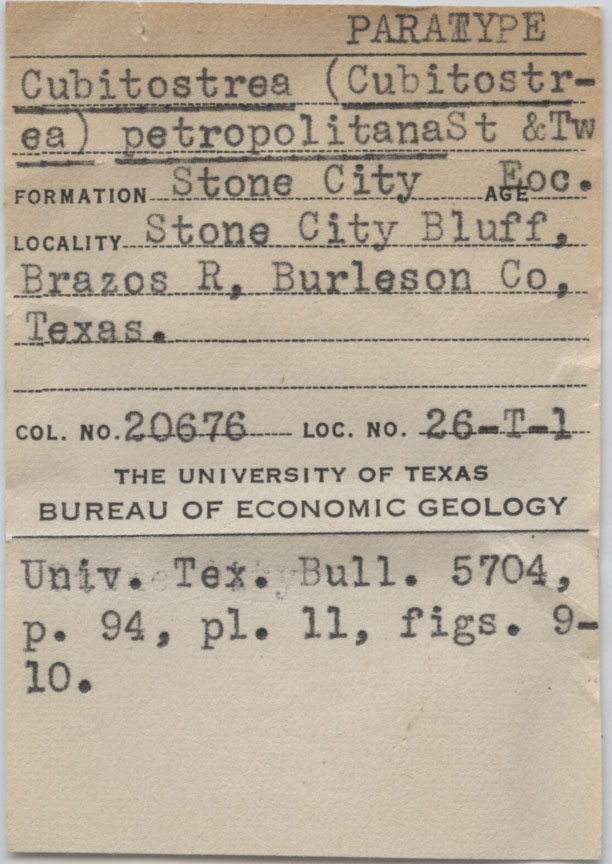 PARATYPE
Cubitostrea (Cubitostr-
ea) petropolitanaSt &Tw
FORMATION Stone City AGE Eoc.
LOCALITY Stone City Bluff,
Brazos R, Burleson Co,
Texas.
COL. NO. 20676 LOC. NO. 26-T-1
THE UNIVERSITY OF TEXAS
BUREAU OF ECONOMIC GEOLOGY
Univ. Tex. Bull. 5704,
p. 94, pl. 11, figs. 9-
10.